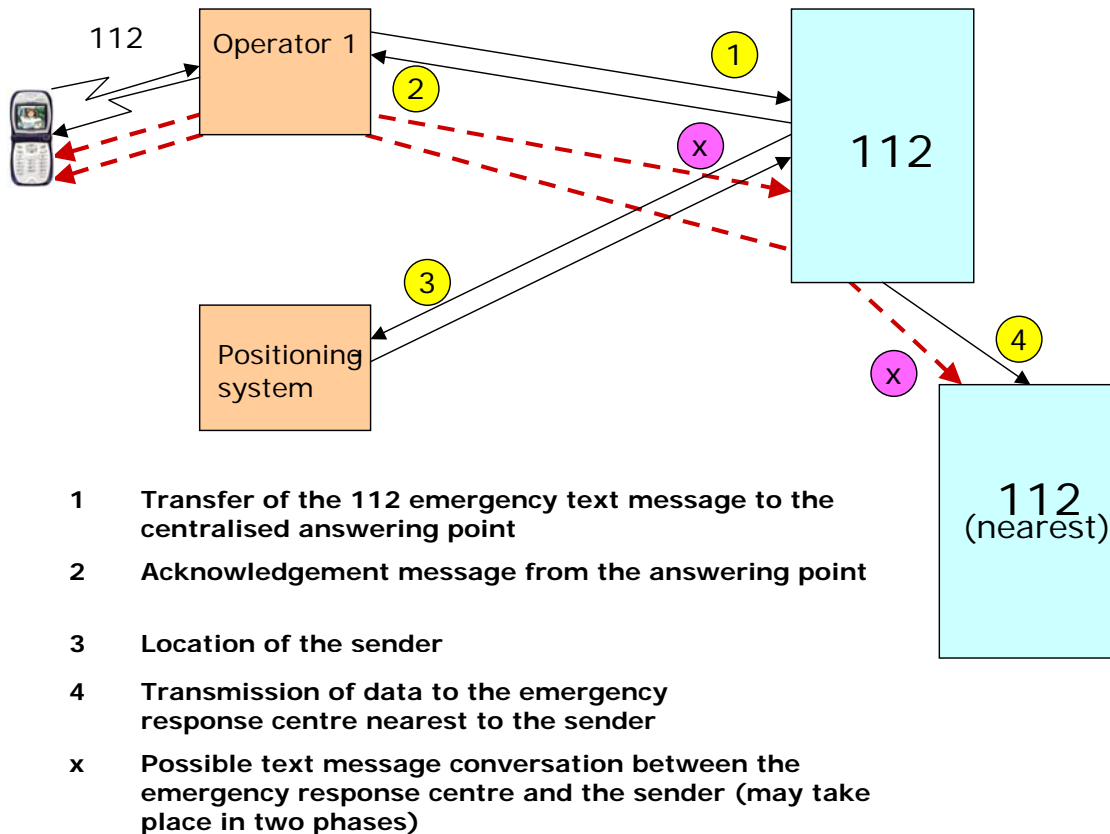 112
Operator 1
1
2
x
112
3
Positioning
system
4
x
112
(nearest)
1 Transfer of the 112 emergency text message to the
centralised answering point
2 Acknowledgement message from the answering point
3 Location of the sender
4 Transmission of data to the emergency
response centre nearest to the sender
x Possible text message conversation between the
emergency response centre and the sender (may take
place in two phases)